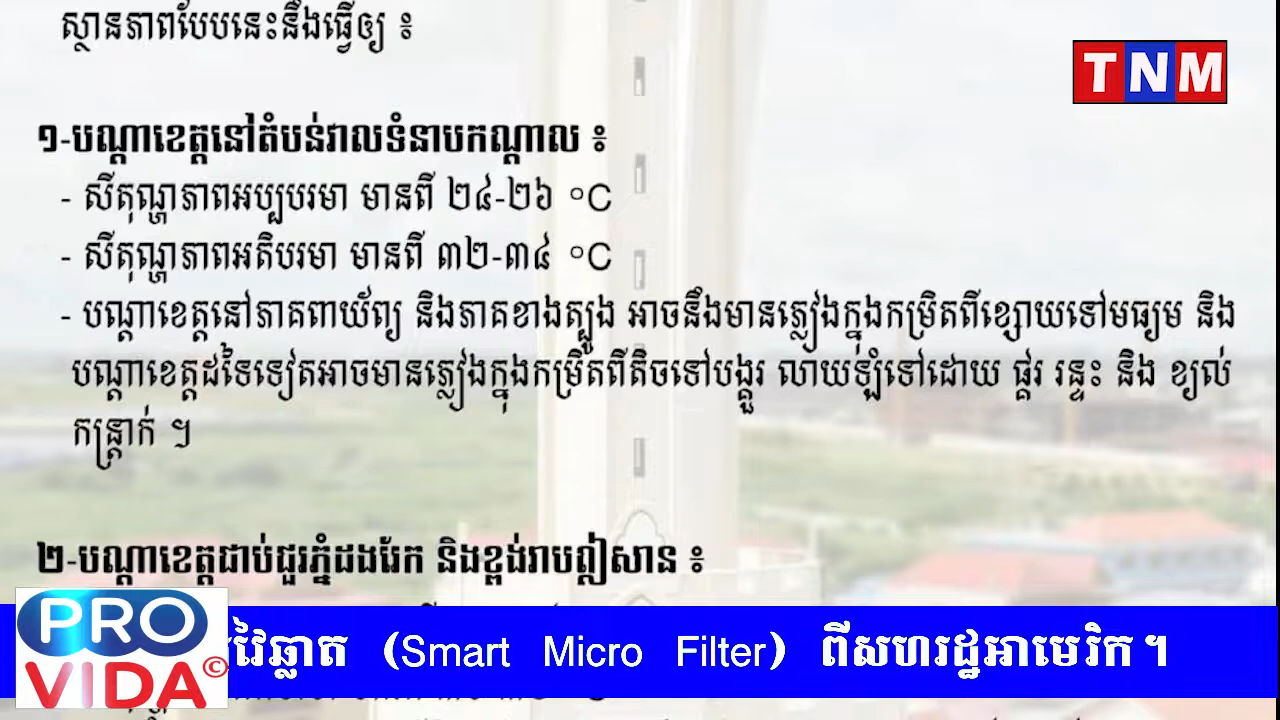 ស្ថានភាពបែបនេះនឹងធ្វើឲ្យ ៖
TNM
១-បណ្ដាខេត្តនៅតំបន់វាលទំនាបកណ្ដាល ៖
- សីតុណ្ហភាពអប្បបរមា មានពី ២៤-២៦ °C
- សីតុណ្ហភាពអតិបរមា មានពី ៣២-៣៤ °C
- បណ្ដាខេត្តនៅភាគពាយ័ព្យ និងភាគខាងត្បូង អាចនឹងមានភ្លៀងក្នុងកម្រិតពីខ្សោយទៅមធ្យម និង
បណ្ដាខេត្តដទៃទៀតអាចមានភ្លៀងក្នុងកម្រិតពីតិចទៅបង្គួរ លាយឡំទៅដោយ ផ្គរ រន្ទះ និង ខ្យល់
កន្ត្រាក់ ។
២-បណ្ដាខេត្តជាប់ជួរភ្នំដងរែក និងខ្ពង់រាបឦសាន ៖
PRO
VIDA©
វៃឆ្លាត (Smart Micro Filter) ពីសហរដ្ឋអាមេរិក។